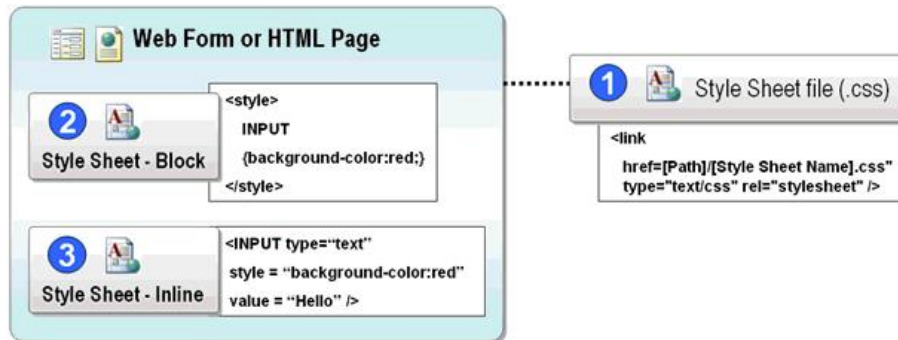 Web Form or HTML Page
1
Style Sheet file (.css)
<link
href=[Path]/[Style Sheet Name].css"
type="text/css" rel="stylesheet" />
2
Style Sheet - Block
<style>
INPUT
{background-color:red:}
</style>
3
Style Sheet - Inline
<INPUT type=“text”
style = “background-color:red”
value = “Hello” />